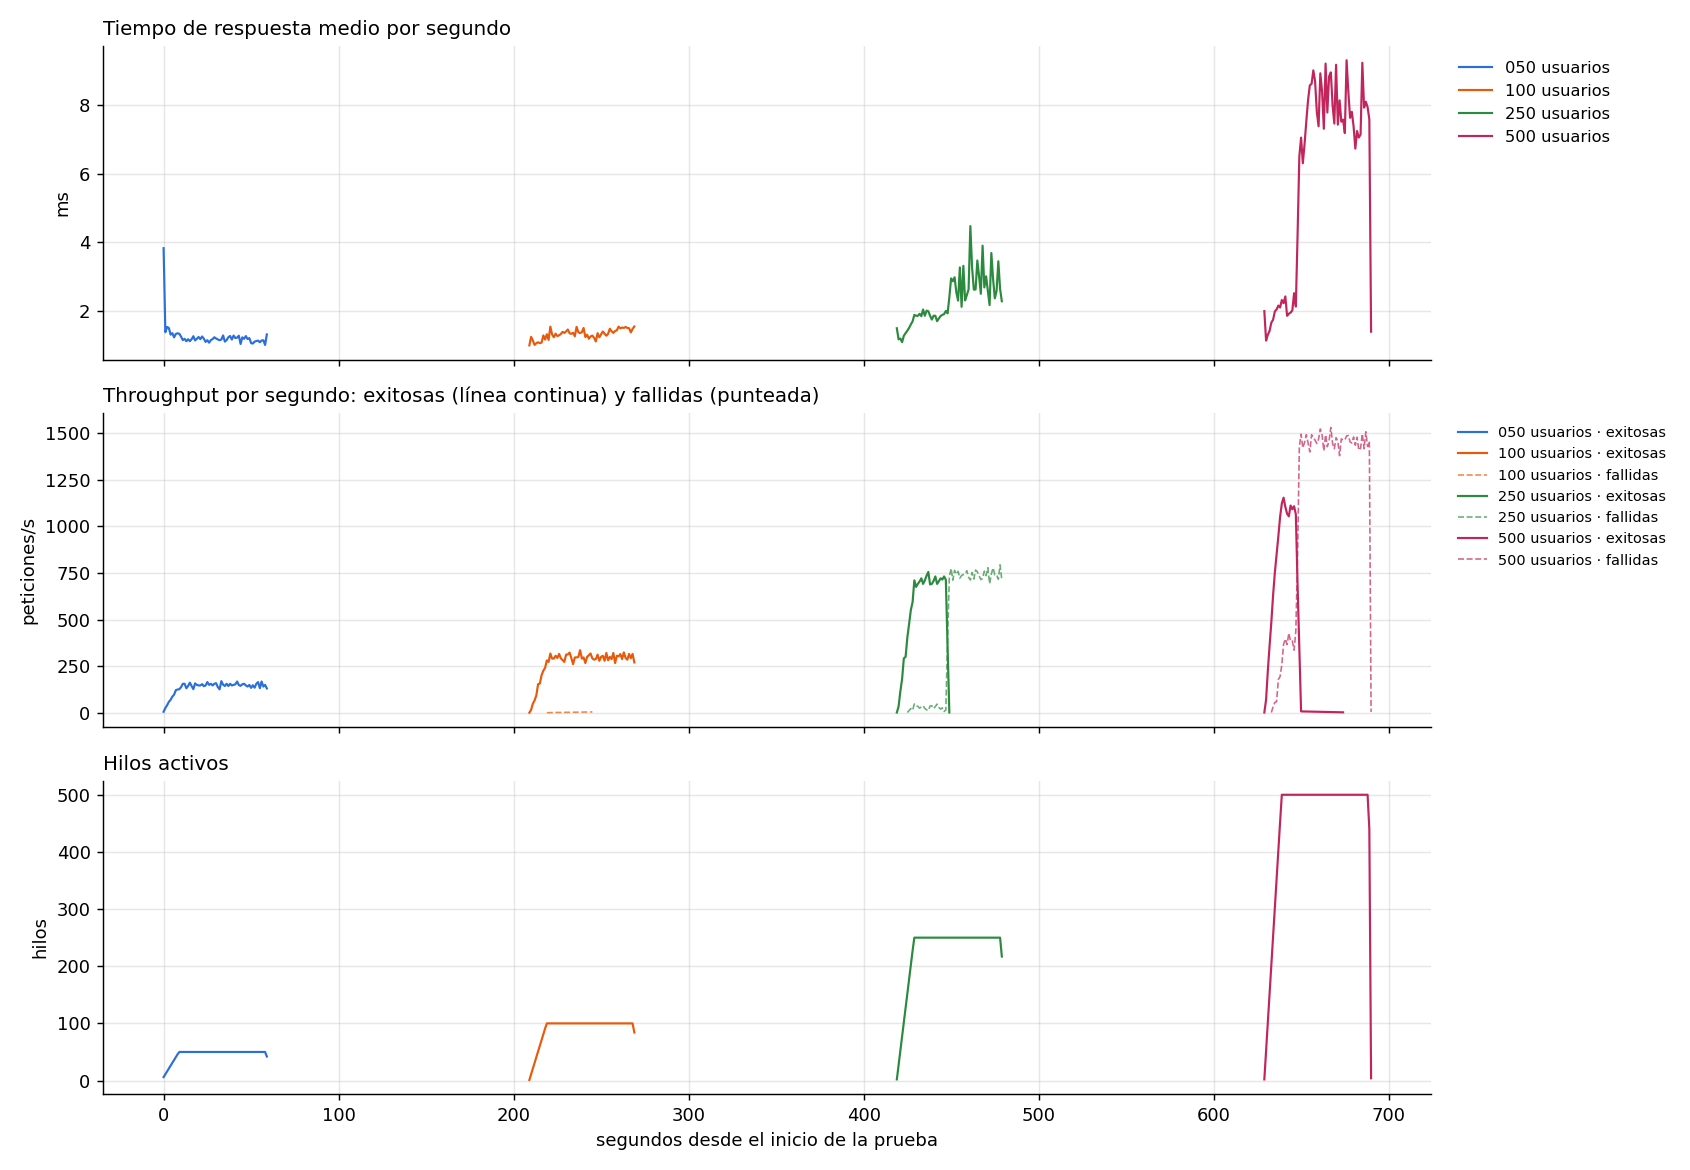 Tiempo de respuesta medio por segundo
8
6
4
2
ms
050 usuarios
100 usuarios
250 usuarios
500 usuarios
Throughput por segundo: exitosas (línea continua) y fallidas (punteada)
1500
1250
1000
750
500
250
0
peticiones/s
050 usuarios · exitosas
100 usuarios · exitosas
100 usuarios · fallidas
250 usuarios · exitosas
250 usuarios · fallidas
500 usuarios · exitosas
500 usuarios · fallidas
Hilos activos
500
400
300
200
100
0
hilos
0 100 200 300 400 500 600 700
segundos desde el inicio de la prueba